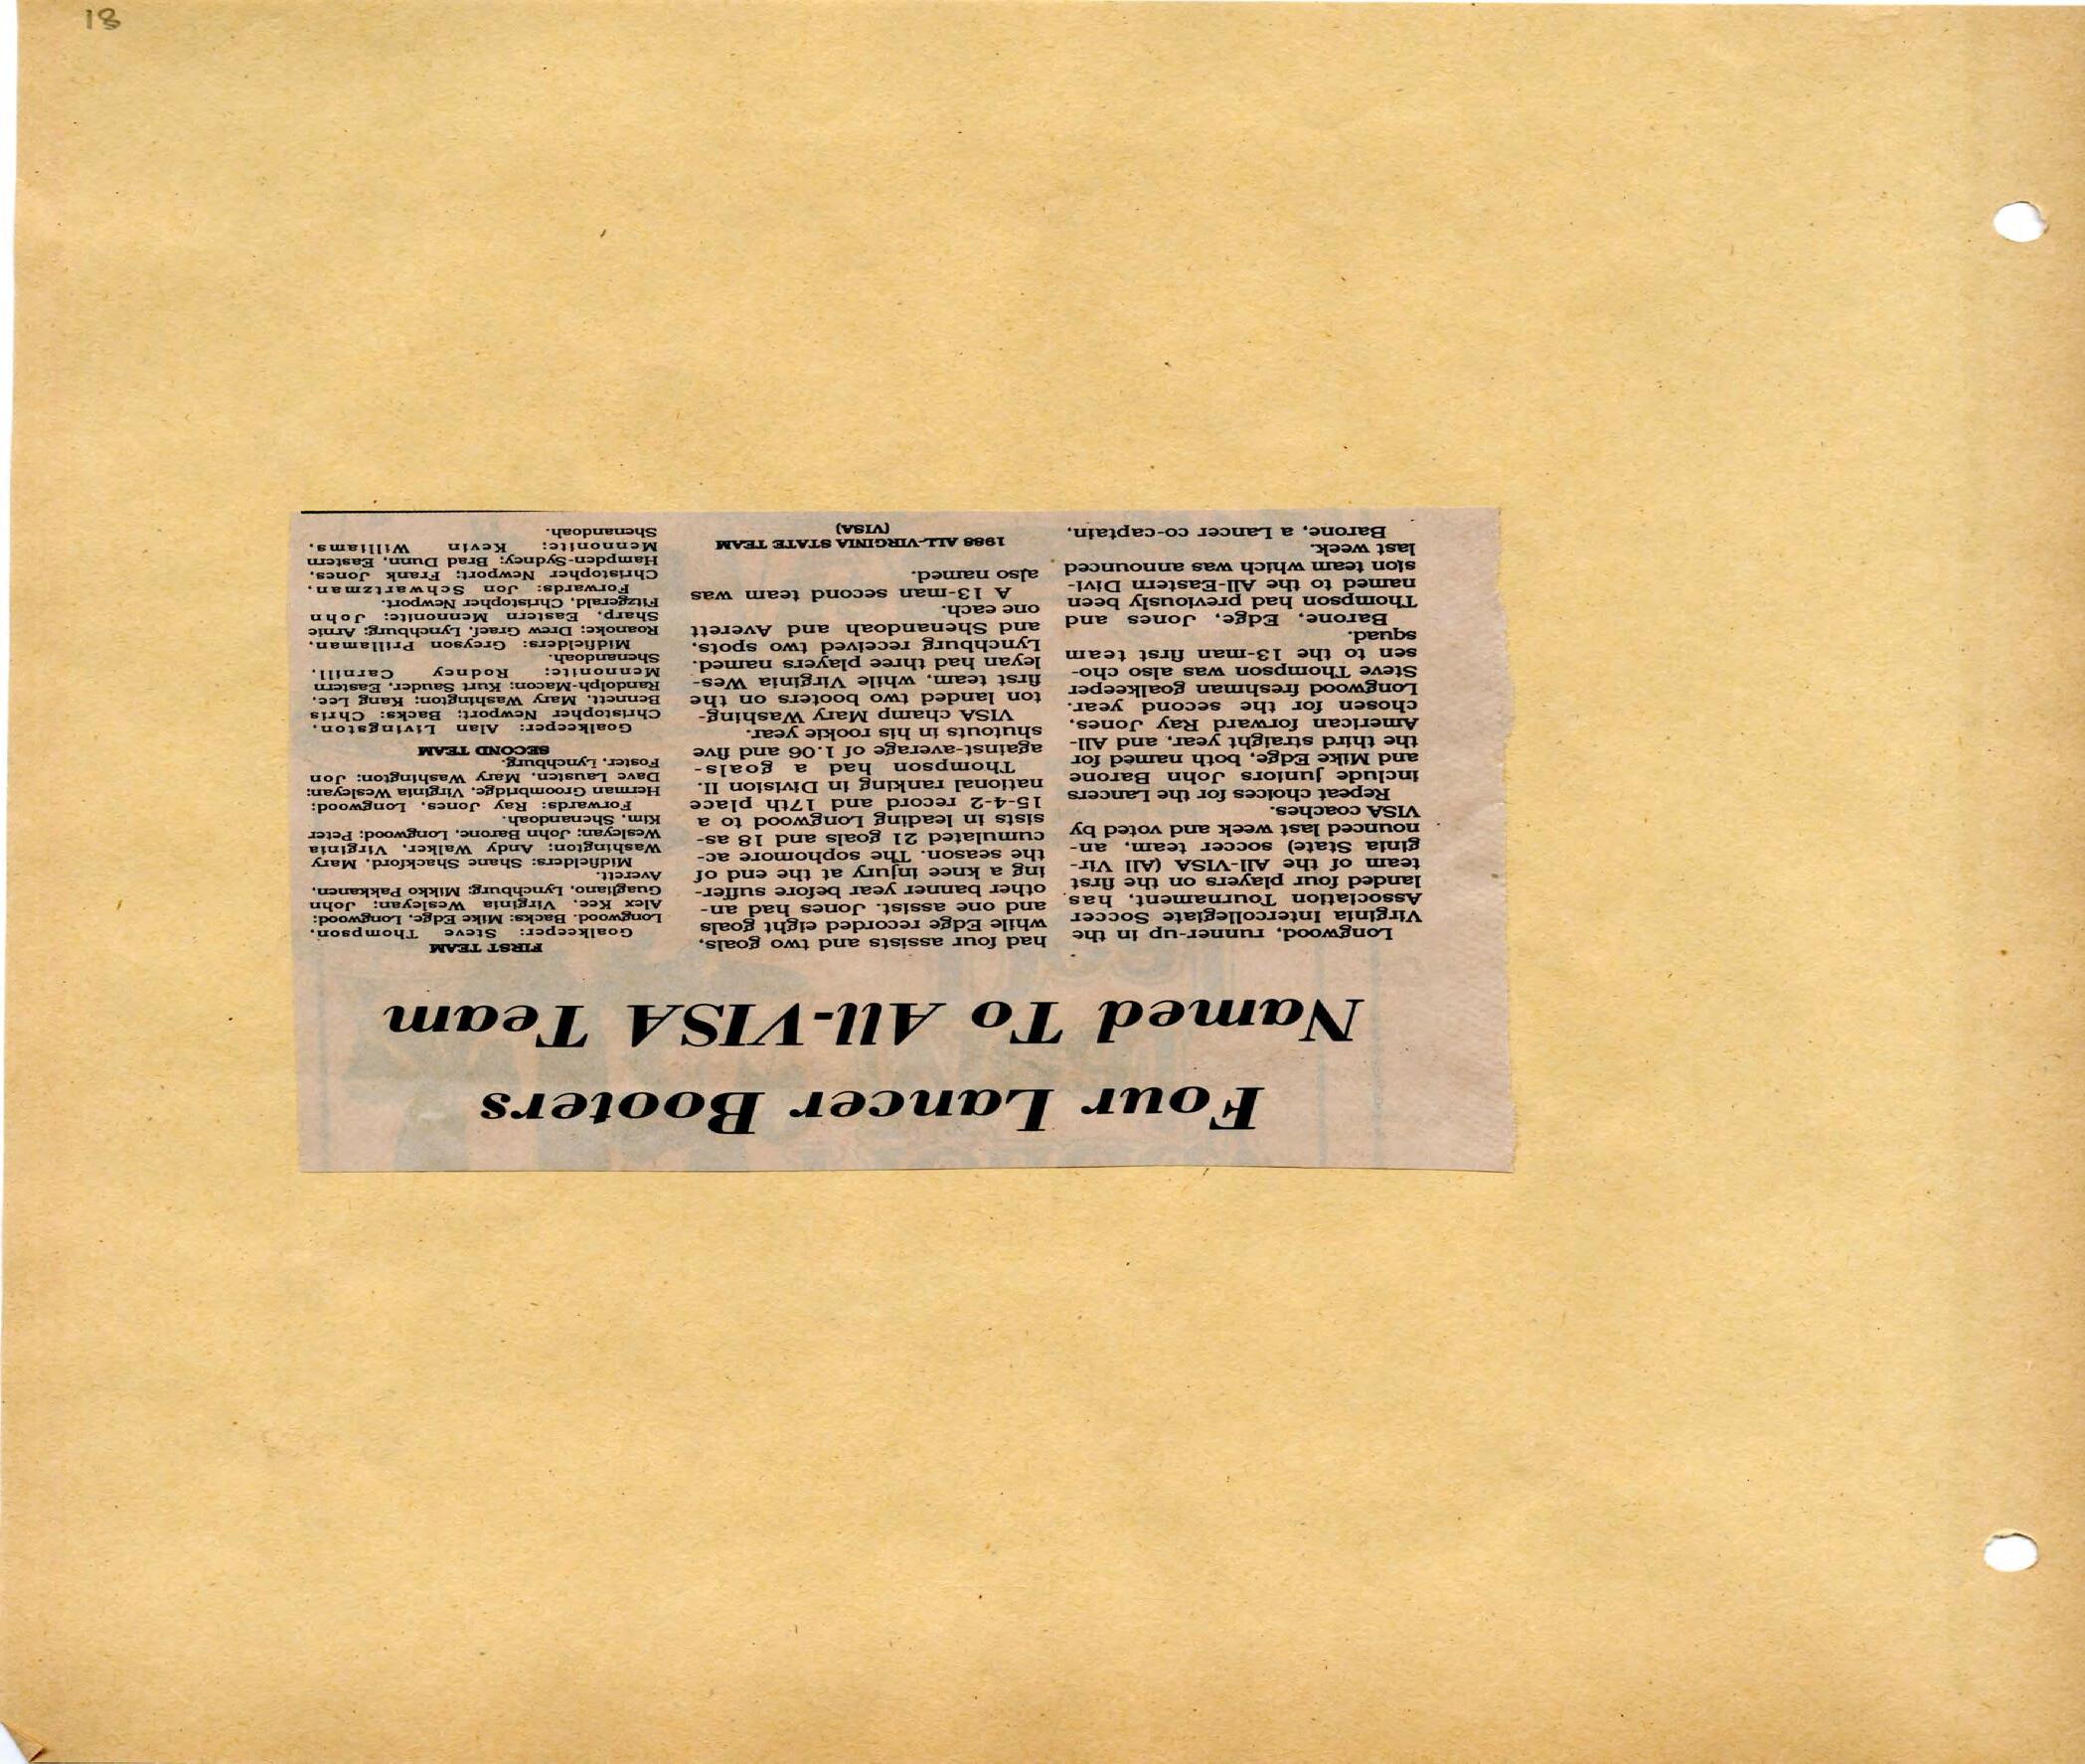 18
Four Lancer Booters
Named To All-VISA Team
Longwood, runner-up in the
Virginia Intercollegiate Soccer
Association Tournament, has
landed four players on the first
team of the All-VISA (All Vir-
ginia State) soccer team, an-
nounced last week and voted by
VISA coaches.
Repeat choices for the Lancers
include juniors John Barone
and Mike Edge, both named for
the third straight year, and All-
American forward Ray Jones,
chosen for the second year.
Longwood freshman goalkeeper
Steve Thompson was also cho-
sen to the 13-man first team
squad.
Barone, Edge, Jones and
Thompson had previously been
named to the All-Eastern Divi-
sion team which was announced
last week.
Barone, a Lancer co-captain,
had four assists and two goals,
while Edge recorded eight goals
and one assist. Jones had an-
other banner year before suffer-
ing a knee injury at the end of
the season. The sophomore ac-
cumulated 21 goals and 18 as-
sists in leading Longwood to a
15-4-2 record and 17th place
national ranking in Division II.
Thompson had a goals-
against-average of 1.06 and five
shutouts in his rookie year.
VISA champ Mary Washing-
ton landed two booters on the
first team, while Virginia Wes-
leyan had three players named.
Lynchburg received two spots,
and Shenandoah and Averett
one each.
A 13-man second team was
also named.
1988 ALL-VIRGINIA STATE TEAM
(VISA)
FIRST TEAM
Goalkeeper: Steve Thompson,
Longwood. Backs: Mike Edge, Longwood;
Alex Kee, Virginia Wesleyan; John
Guagliano, Lynchburg; Mikko Pakkanen,
Averett.
Midfielders: Shane Shackford, Mary
Washington; Andy Walker, Virginia
Wesleyan; John Barone, Longwood; Peter
Kim, Shenandoah.
Forwards: Ray Jones, Longwood;
Herman Groombridge, Virginia Wesleyan;
Dave Lausten, Mary Washington; Jon
Foster, Lynchburg.
SECOND TEAM
Goalkeeper: Alan Livingston,
Christopher Newport; Backs: Chris
Bennett, Mary Washington; Kang Lee,
Randolph-Macon; Kurt Sauder, Eastern
Mennonite; Rodney Carnill,
Shenandoah.
Midfielders: Greyson Prillaman,
Roanoke; Drew Graef, Lynchburg; Arnie
Sharp, Eastern Mennonite; John
Fitzgerald, Christopher Newport.
Forwards: Jon Schwartzman,
Christopher Newport; Frank Jones,
Hampden-Sydney; Brad Dunn, Eastern
Mennonite; Kevin Williams,
Shenandoah.